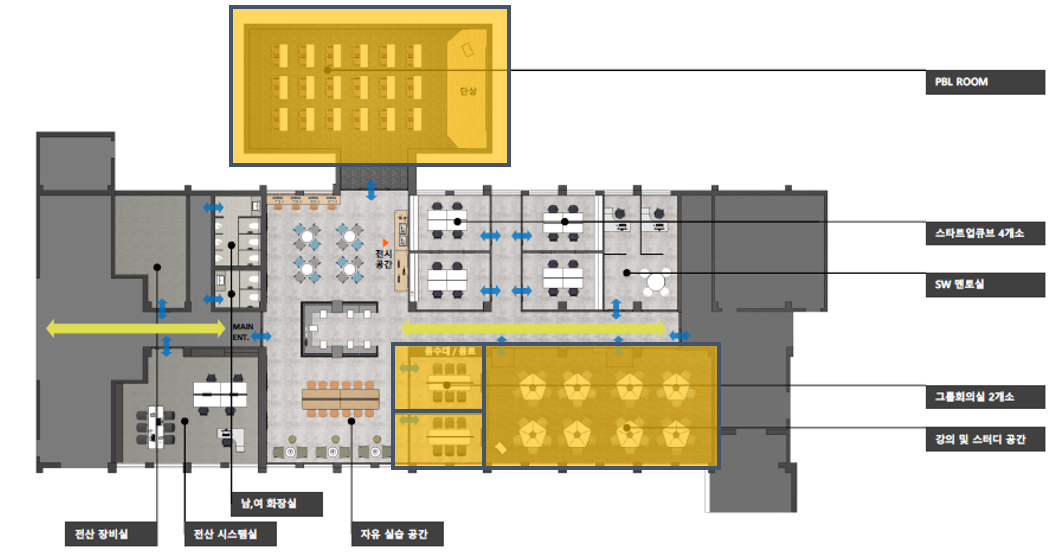 PBL ROOM
단상
스타트업큐브 4개소
전시
공간
SW 멘토실
MAIN
ENT.
음수대 / 음료
그룹회의실 2개소
강의 및 스터디 공간
남,여 화장실
전산 장비실
전산 시스템실
자유 실습 공간